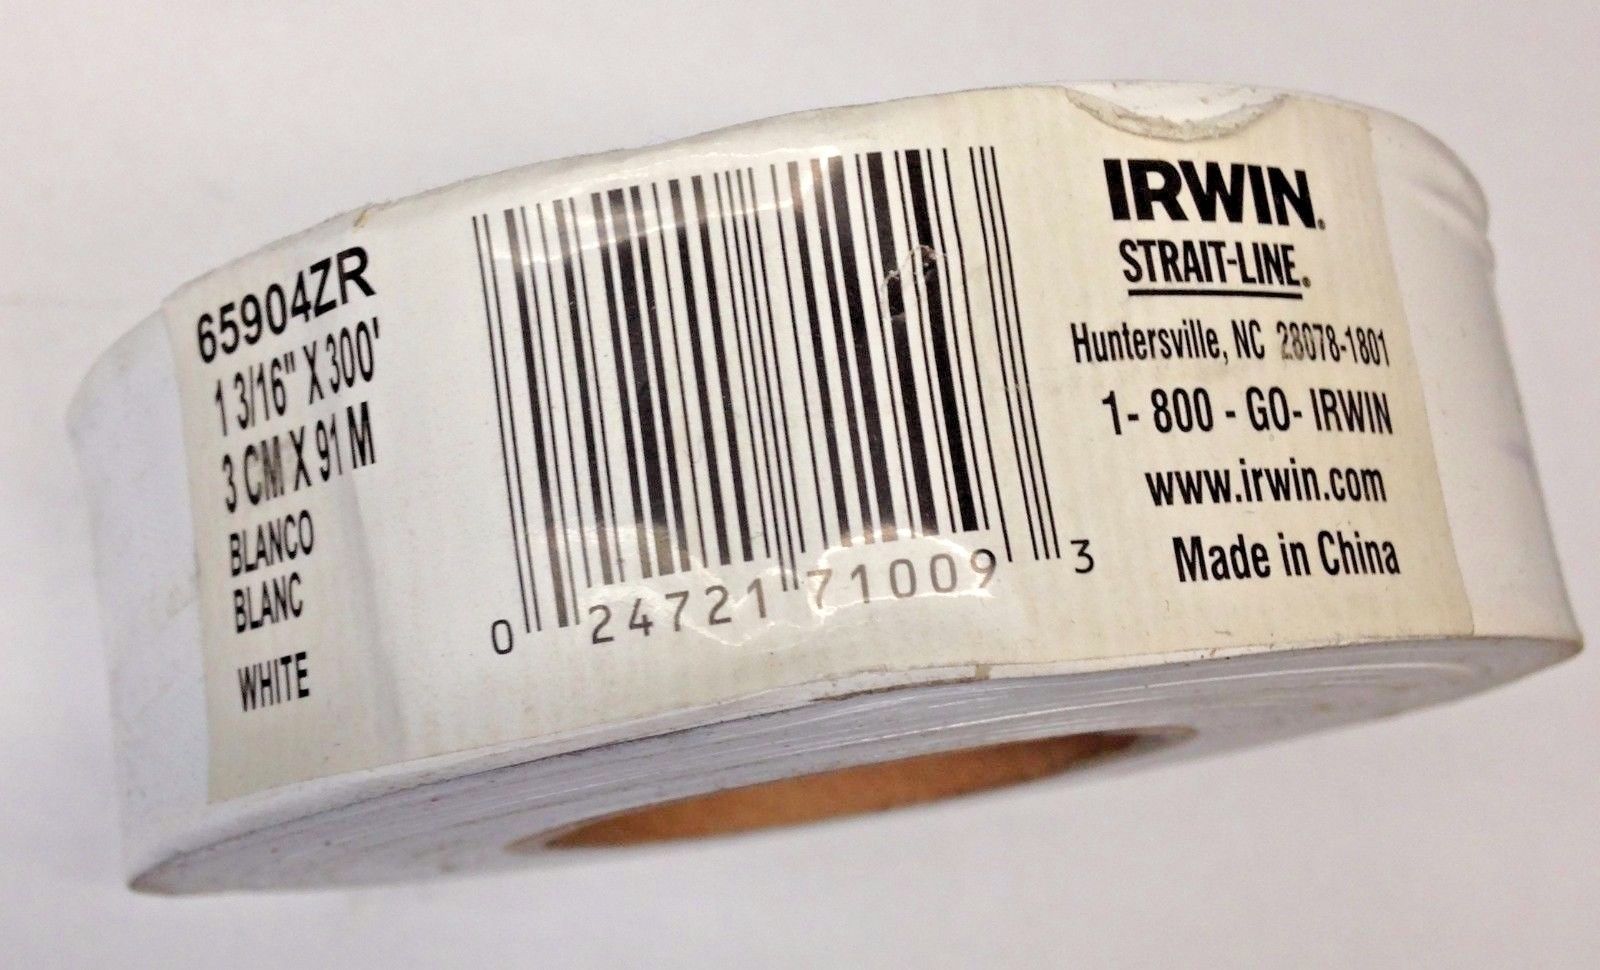 65904ZR
1 3/16" X 300'
3 CM X 91 M
BLANCO
BLANC
WHITE
0 24721 71009 3
IRWIN®
STRAIT-LINE®
Huntersville, NC 28078-1801
1- 800 - GO- IRWIN
www.irwin.com
Made in China